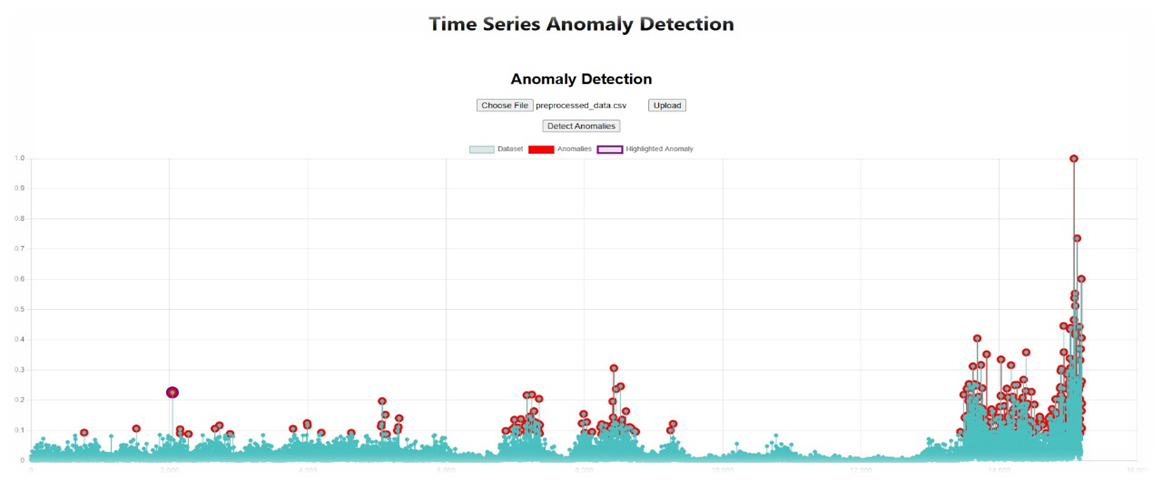 Time Series Anomaly Detection
Anomaly Detection
Choose File preprocessed_data.csv Upload
Detect Anomalies
Dataset Anomalies Highlighted Anomaly
1.0
0.9
0.8
0.7
0.6
0.5
0.4
0.3
0.2
0.1
0
0 2,000 4,000 6,000 8,000 10,000 12,000 14,000 16,000